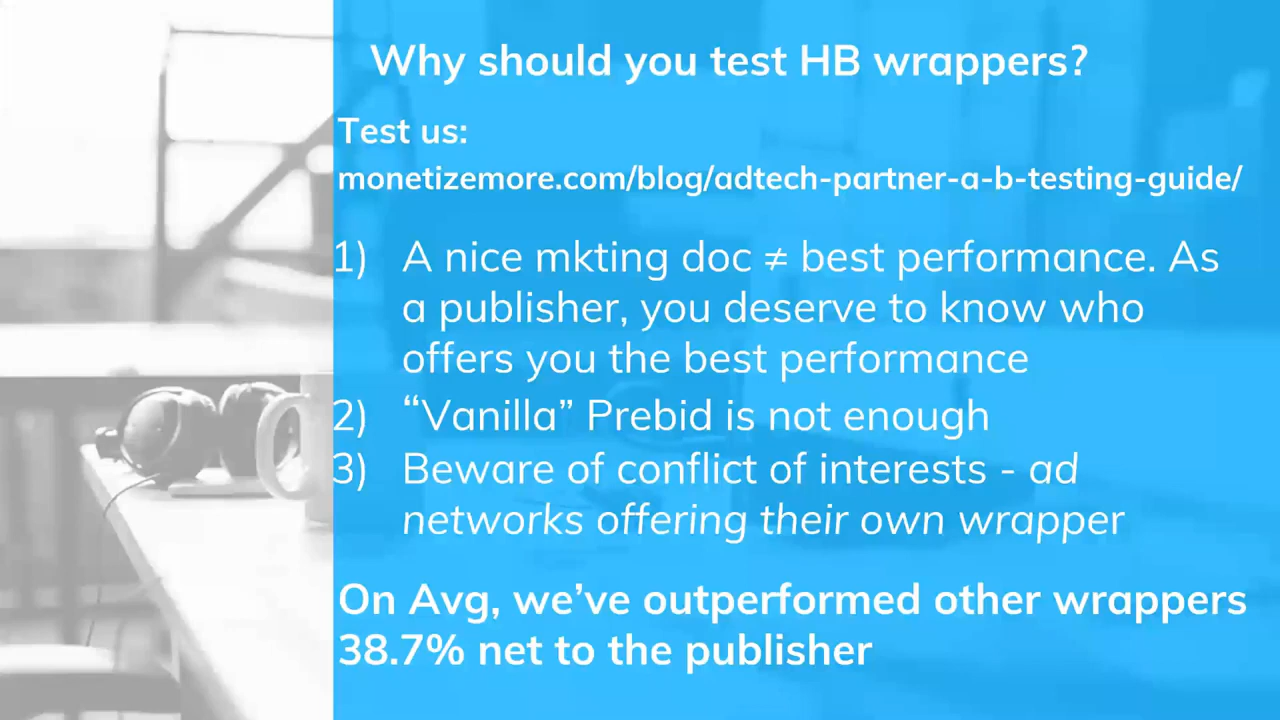 Why should you test HB wrappers?
Test us:
monetizemore.com/blog/adtech-partner-a-b-testing-guide/
1) A nice mkting doc ≠ best performance. As
a publisher, you deserve to know who
offers you the best performance
2) “Vanilla” Prebid is not enough
3) Beware of conflict of interests - ad
networks offering their own wrapper
On Avg, we’ve outperformed other wrappers
38.7% net to the publisher